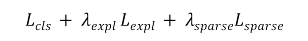 L_cls + λ_expl L_expl + λ_sparse L_sparse